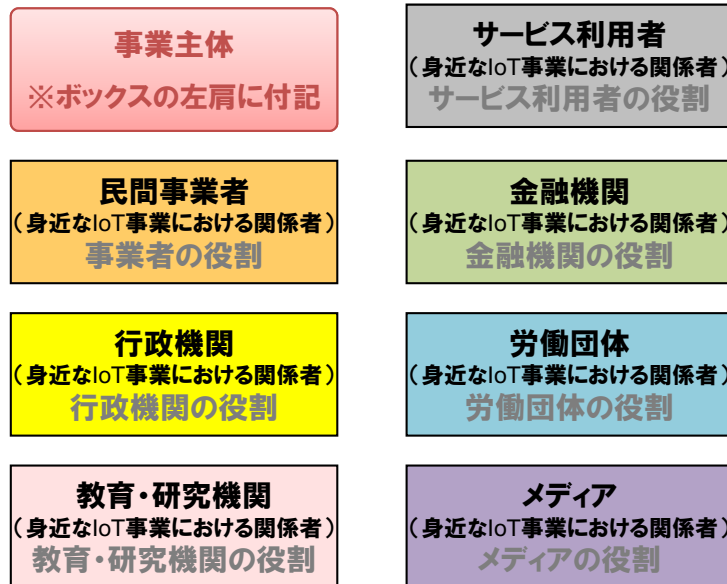 事業主体
※ボックスの左肩に付記
サービス利用者
（身近なIoT事業における関係者）
サービス利用者の役割
民間事業者
（身近なIoT事業における関係者）
事業者の役割
金融機関
（身近なIoT事業における関係者）
金融機関の役割
行政機関
（身近なIoT事業における関係者）
行政機関の役割
労働団体
（身近なIoT事業における関係者）
労働団体の役割
教育・研究機関
（身近なIoT事業における関係者）
教育・研究機関の役割
メディア
（身近なIoT事業における関係者）
メディアの役割